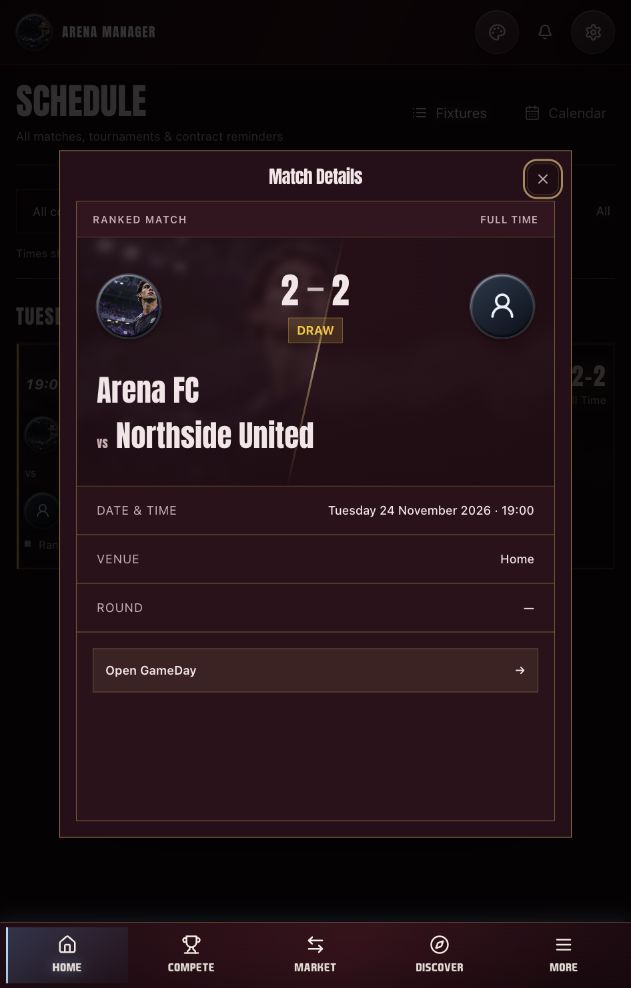 ARENA MANAGER
SCHEDULE
Fixtures
Calendar
All matches, tournaments & contract reminders
Match Details
All
All
Times
RANKED MATCH
FULL TIME
TUES
2 – 2
DRAW
19:0
2-2
Time
Arena FC
vs Northside United
vs
DATE & TIME
Tuesday 24 November 2026 · 19:00
Ran
VENUE
Home
ROUND
–
Open GameDay
HOME
COMPETE
MARKET
DISCOVER
MORE